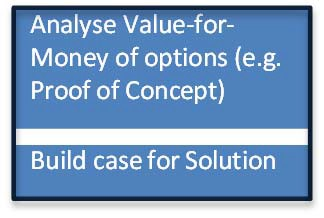 Analyse Value-for-
Money of options (e.g.
Proof of Concept)
Build case for Solution